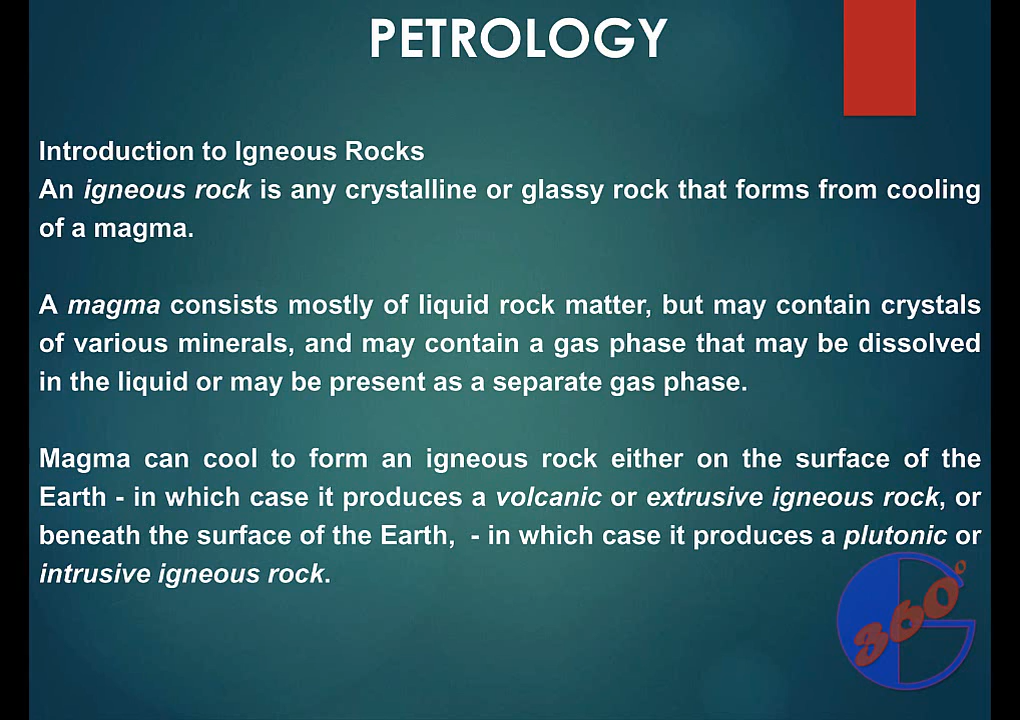 PETROLOGY
Introduction to Igneous Rocks
An igneous rock is any crystalline or glassy rock that forms from cooling
of a magma.
A magma consists mostly of liquid rock matter, but may contain crystals
of various minerals, and may contain a gas phase that may be dissolved
in the liquid or may be present as a separate gas phase.
Magma can cool to form an igneous rock either on the surface of the
Earth - in which case it produces a volcanic or extrusive igneous rock, or
beneath the surface of the Earth,  - in which case it produces a plutonic or
intrusive igneous rock.
360°
G